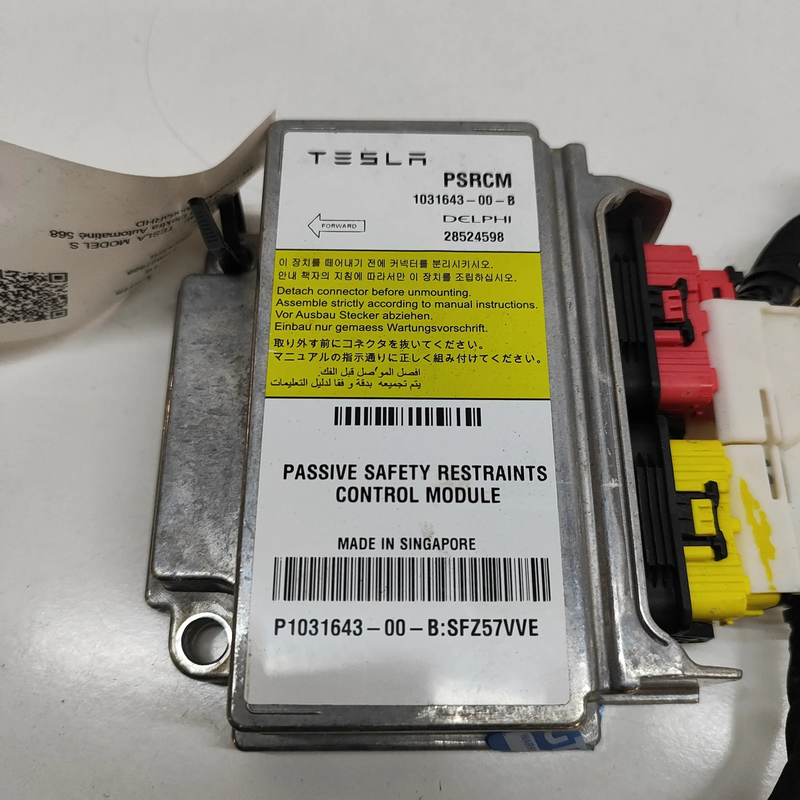 TESLA
PSRCM
1031643-00-B
FORWARD
DELPHI
28524598
이 장치를 떼어내기 전에 커넥터를 분리시키시오.
안내 책자의 지침에 따라서만 이 장치를 조립하십시오.
Detach connector before unmounting.
Assemble strictly according to manual instructions.
Vor Ausbau Stecker abziehen.
Einbau nur gemaess Wartungsvorschrift.
取り外す前にコネクタを抜いてください。
マニュアルの指示通りに正しく組み付けてください。
افصل الموصل قبل الفك.
يتم تجميعه بدقة و فقا لدليل التعليمات
PASSIVE SAFETY RESTRAINTS
CONTROL MODULE
MADE IN SINGAPORE
P1031643-00-B:SFZ57VVE
TESLA MODEL S
Automatinė 568